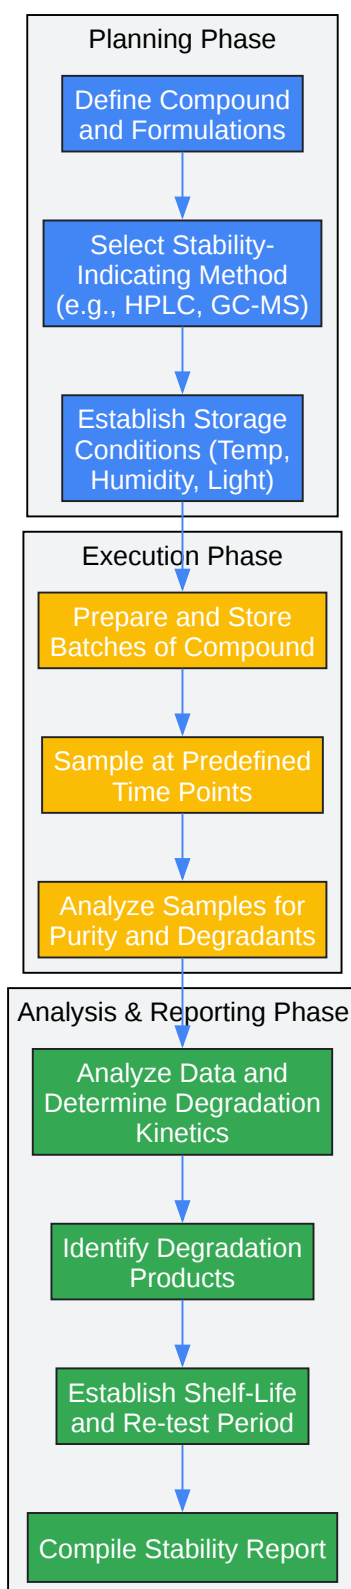 Planning Phase
Define Compound
and Formulations
Select Stability-
Indicating Method
(e.g., HPLC, GC-MS)
Establish Storage
Conditions (Temp,
Humidity, Light)
Execution Phase
Prepare and Store
Batches of Compound
Sample at Predefined
Time Points
Analyze Samples for
Purity and Degradants
Analysis & Reporting Phase
Analyze Data and
Determine Degradation
Kinetics
Identify Degradation
Products
Establish Shelf-Life
and Re-test Period
Compile Stability Report